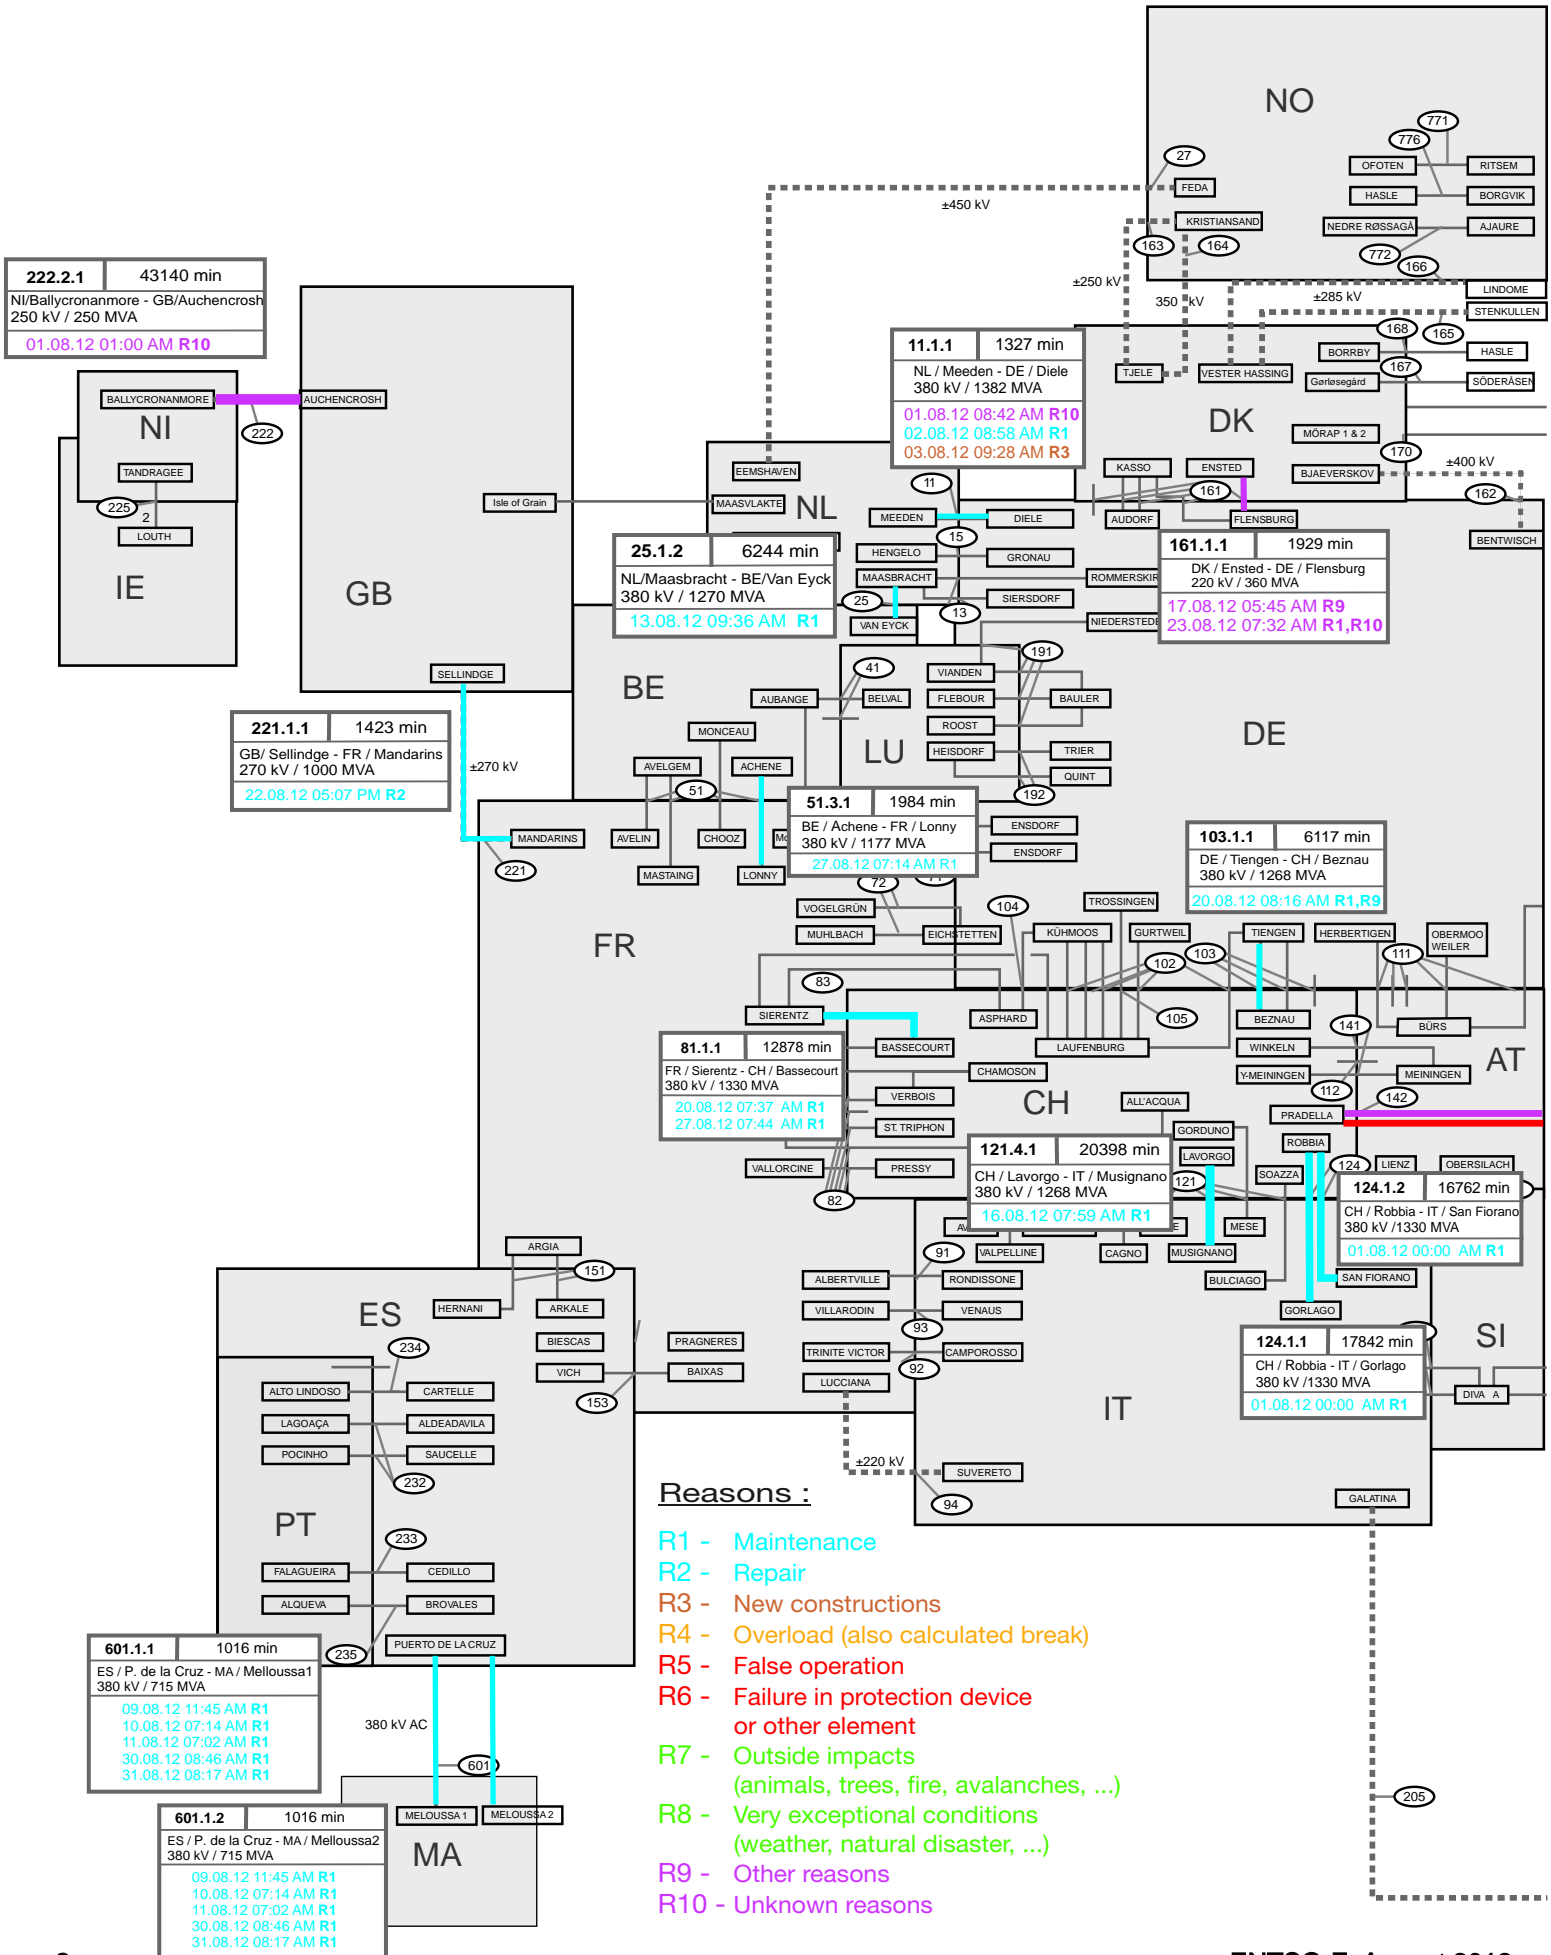 NO
771
776
27
OFOTEN
RITSEM
FEDA
HASLE
BORGVIK
±450 kV
KRISTIANSAND
NEDRE RØSSAGÅ
AJAURE
163
164
772
166
222.2.1
43140 min
NI/Ballycronanmore - GB/Auchencrosh
250 kV / 250 MVA
01.08.12 01:00 AM R10
±250 kV
350 kV
±285 kV
LINDOME
STENKULLEN
168
165
11.1.1
1327 min
NL / Meeden - DE / Diele
380 kV / 1382 MVA
01.08.12 08:42 AM R10
02.08.12 08:58 AM R1
03.08.12 09:28 AM R3
BORRBY
HASLE
167
TJELE
VESTER HASSING
Gørløsegård
SÖDERÅSEN
BALLYCRONANMORE
AUCHENCROSH
NI
222
DK
MÖRAP 1 & 2
170
TANDRAGEE
EEMSHAVEN
KASSO
ENSTED
BJAEVERSKOV
±400 kV
11
161
162
225
2
Isle of Grain
MAASVLAKTE
NL
MEEDEN
DIELE
AUDORF
FLENSBURG
LOUTH
15
BENTWISCH
25.1.2
6244 min
NL/Maasbracht - BE/Van Eyck
380 kV / 1270 MVA
13.08.12 09:36 AM R1
HENGELO
GRONAU
161.1.1
1929 min
DK / Ensted - DE / Flensburg
220 kV / 360 MVA
17.08.12 05:45 AM R9
23.08.12 07:32 AM R1,R10
IE
GB
MAASBRACHT
ROMMERSKIR
25
SIERSDORF
13
VAN EYCK
NIEDERSTEDE
191
SELLINDGE
BE
41
VIANDEN
AUBANGE
BELVAL
FLEBOUR
BAULER
221.1.1
1423 min
GB/ Sellindge - FR / Mandarins
270 kV / 1000 MVA
22.08.12 05:07 PM R2
MONCEAU
ROOST
DE
±270 kV
LU
HEISDORF
TRIER
AVELGEM
ACHENE
QUINT
51
192
51.3.1
1984 min
BE / Achene - FR / Lonny
380 kV / 1177 MVA
27.08.12 07:14 AM R1
ENSDORF
ENSDORF
MANDARINS
AVELIN
CHOOZ
221
MASTAING
LONNY
103.1.1
6117 min
DE / Tiengen - CH / Beznau
380 kV / 1268 MVA
20.08.12 08:16 AM R1,R9
72
VOGELGRÜN
104
TROSSINGEN
FR
MUHLBACH
EICHSTETTEN
KÜHMOOS
GURTWEIL
TIENGEN
HERBERTIGEN
OBERMOO
WEILER
102
103
111
83
SIERENTZ
ASPHARD
105
BEZNAU
141
BÜRS
81.1.1
12878 min
FR / Sierentz - CH / Bassecourt
380 kV / 1330 MVA
20.08.12 07:37 AM R1
27.08.12 07:44 AM R1
BASSECOURT
LAUFENBURG
WINKELN
AT
CHAMOSON
Y-MEININGEN
MEININGEN
VERBOIS
CH
ALL'ACQUA
112
142
PRADELLA
ST. TRIPHON
GORDUNO
ROBBIA
121.4.1
20398 min
CH / Lavorgo - IT / Musignano
380 kV / 1268 MVA
16.08.12 07:59 AM R1
LAVORGO
VALLORCINE
PRESSY
SOAZZA
124
LIENZ
OBERSILACH
82
121
124.1.2
16762 min
CH / Robbia - IT / San Fiorano
380 kV /1330 MVA
01.08.12 00:00 AM R1
AV
E
MESE
ARGIA
91
VALPELLINE
CAGNO
MUSIGNANO
151
ALBERTVILLE
RONDISSONE
BULCIAGO
SAN FIORANO
ES
HERNANI
ARKALE
VILLARODIN
VENAUS
GORLAGO
93
BIESCAS
PRAGNERES
124.1.1
17842 min
CH / Robbia - IT / Gorlago
380 kV /1330 MVA
01.08.12 00:00 AM R1
SI
234
TRINITE VICTOR
CAMPOROSSO
VICH
BAIXAS
92
ALTO LINDOSO
CARTELLE
LUCCIANA
DIVA A
153
IT
LAGOAÇA
ALDEADAVILA
POCINHO
SAUCELLE
±220 kV
SUVERETO
232
94
GALATINA
PT
233
FALAGUEIRA
CEDILLO
ALQUEVA
BROVALES
235
PUERTO DE LA CRUZ
Reasons :
R1 - Maintenance
R2 - Repair
R3 - New constructions
R4 - Overload (also calculated break)
R5 - False operation
R6 - Failure in protection device
or other element
R7 - Outside impacts
(animals, trees, fire, avalanches, ...)
R8 - Very exceptional conditions
(weather, natural disaster, ...)
R9 - Other reasons
R10 - Unknown reasons
601.1.1
1016 min
ES / P. de la Cruz - MA / Melloussa1
380 kV / 715 MVA
09.08.12 11:45 AM R1
10.08.12 07:14 AM R1
11.08.12 07:02 AM R1
30.08.12 08:46 AM R1
31.08.12 08:17 AM R1
380 kV AC
601
205
MELOUSSA 1
MELOUSSA 2
MA
601.1.2
1016 min
ES / P. de la Cruz - MA / Melloussa2
380 kV / 715 MVA
09.08.12 11:45 AM R1
10.08.12 07:14 AM R1
11.08.12 07:02 AM R1
30.08.12 08:46 AM R1
31.08.12 08:17 AM R1